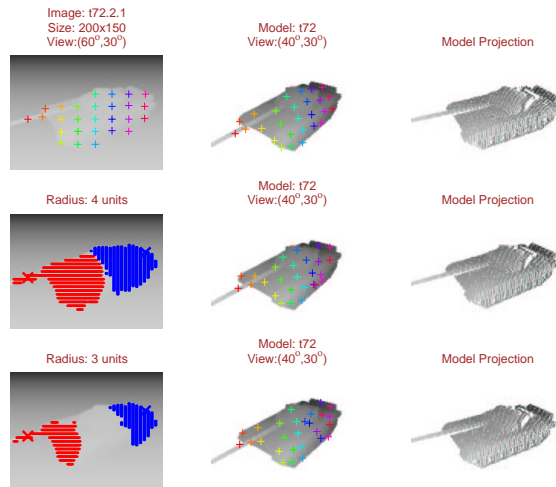 Image: t72.2.1
Size: 200x150
View:(60°,30°)
Model: t72
View:(40°,30°)
Model Projection
Radius: 4 units
Model: t72
View:(40°,30°)
Model Projection
Radius: 3 units
Model: t72
View:(40°,30°)
Model Projection